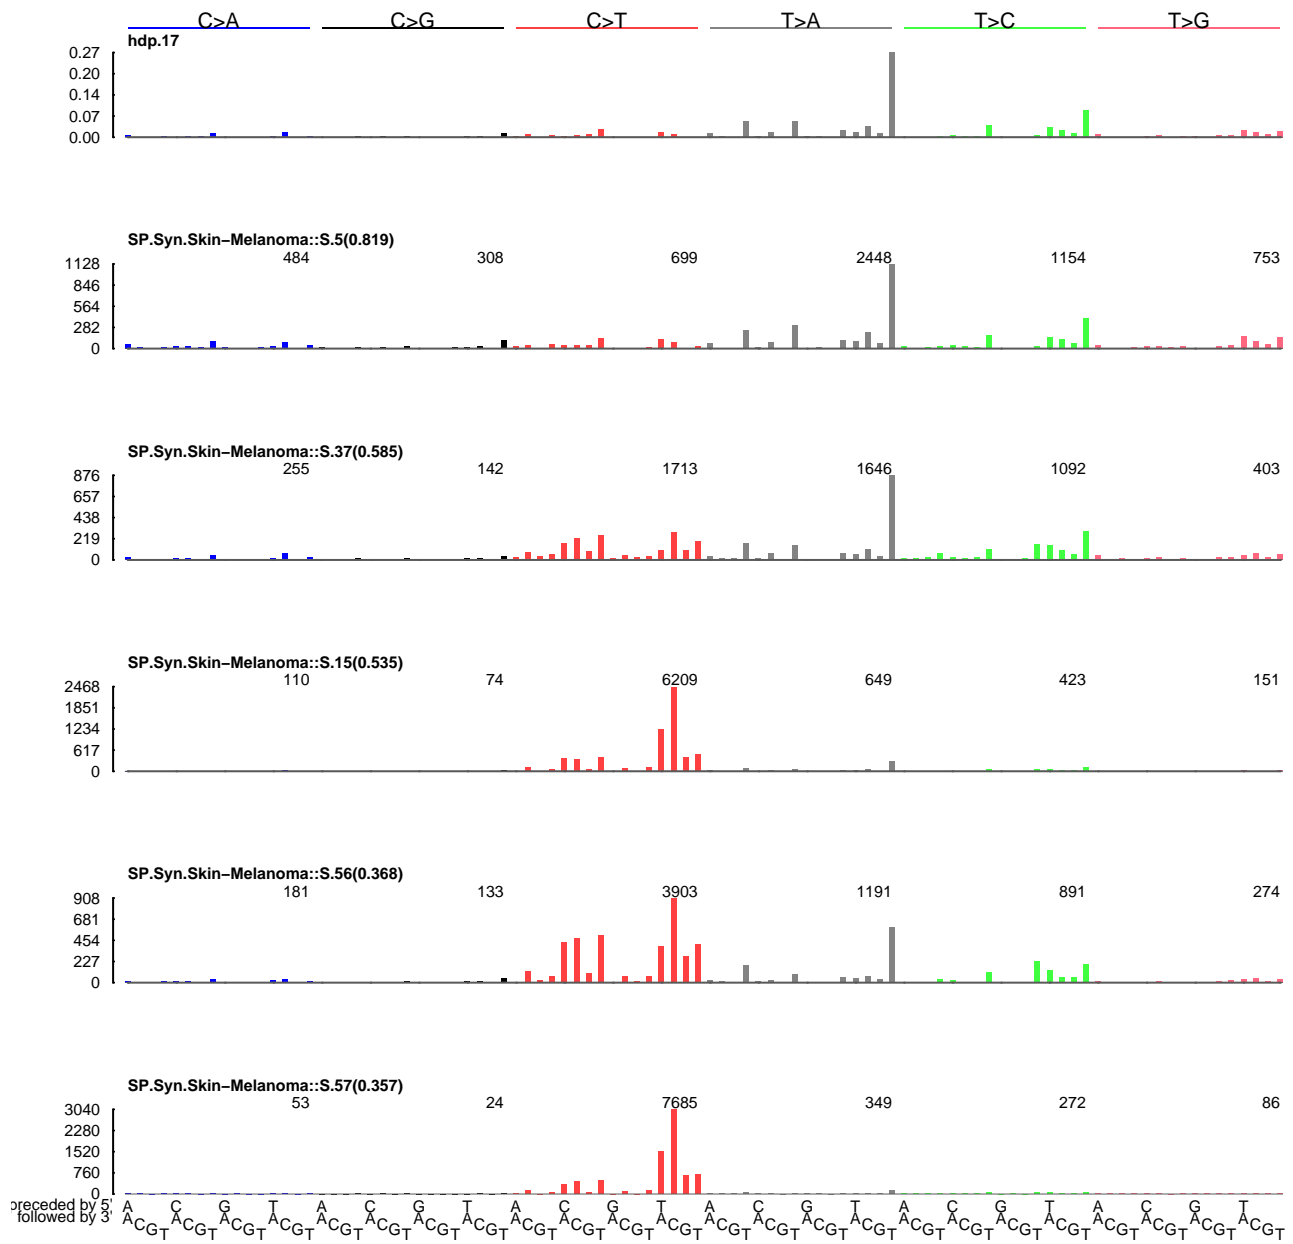 C>A C>G C>T T>A T>C T>G
hdp.17
0.27
0.20
0.14
0.07
0.00
SP.Syn.Skin−Melanoma::S.5(0.819)
484 308 699 2448 1154 753
1128
846
564
282
0
SP.Syn.Skin−Melanoma::S.37(0.585)
255 142 1713 1646 1092 403
876
657
438
219
0
SP.Syn.Skin−Melanoma::S.15(0.535)
110 74 6209 649 423 151
2468
1851
1234
617
0
SP.Syn.Skin−Melanoma::S.56(0.368)
181 133 3903 1191 891 274
908
681
454
227
0
SP.Syn.Skin−Melanoma::S.57(0.357)
53 24 7685 349 272 86
3040
2280
1520
760
0
preceded by 5' A C G T A C G T A C G T A C G T A C G T A C G T
followed by 3' ACGTACGTACGTACGTACGTACGTACGTACGTACGTACGTACGTACGTACGTACGTACGTACGTACGTACGTACGTACGTACGTACGTACGTACGT